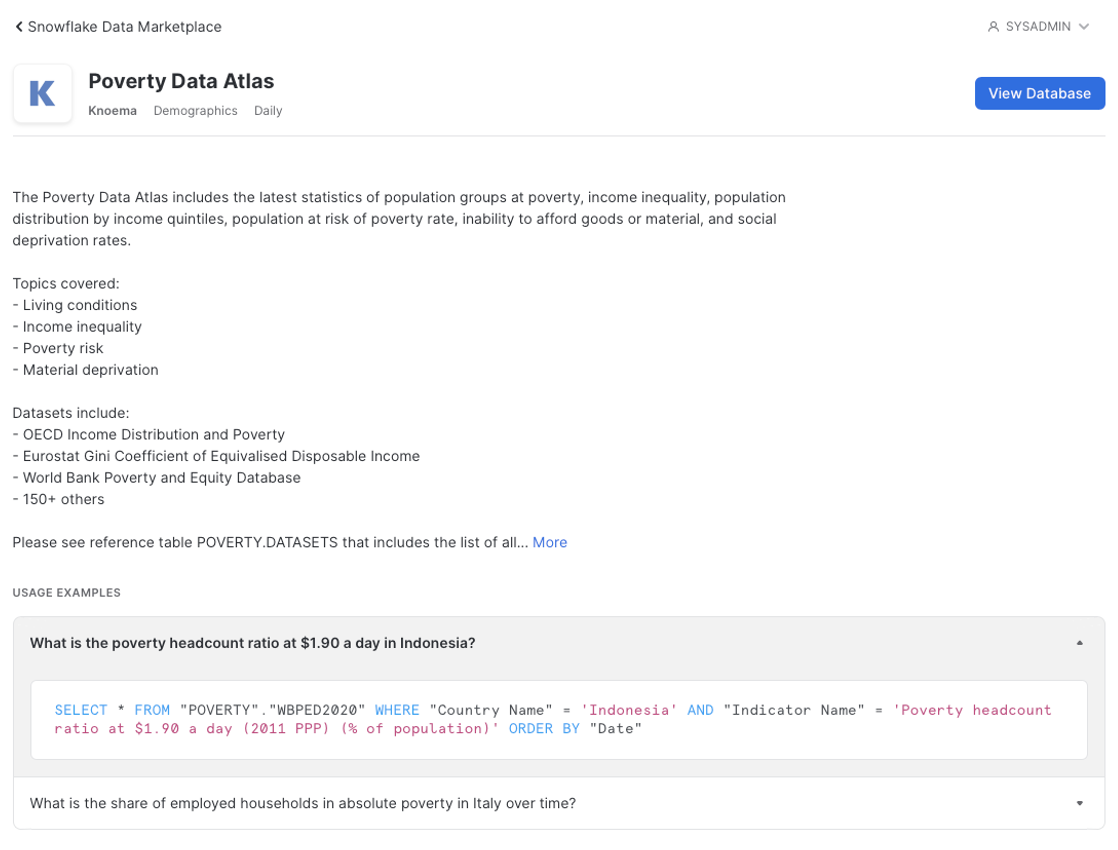 Snowflake Data Marketplace
SYSADMIN
K
Poverty Data Atlas
Knoema Demographics Daily
View Database
The Poverty Data Atlas includes the latest statistics of population groups at poverty, income inequality, population
distribution by income quintiles, population at risk of poverty rate, inability to afford goods or material, and social
deprivation rates.
Topics covered:
- Living conditions
- Income inequality
- Poverty risk
- Material deprivation
Datasets include:
- OECD Income Distribution and Poverty
- Eurostat Gini Coefficient of Equivalised Disposable Income
- World Bank Poverty and Equity Database
- 150+ others
Please see reference table POVERTY.DATASETS that includes the list of all... More
USAGE EXAMPLES
What is the poverty headcount ratio at $1.90 a day in Indonesia?
SELECT * FROM "POVERTY"."WBPED2020" WHERE "Country Name" = 'Indonesia' AND "Indicator Name" = 'Poverty headcount
ratio at $1.90 a day (2011 PPP) (% of population)' ORDER BY "Date"
What is the share of employed households in absolute poverty in Italy over time?